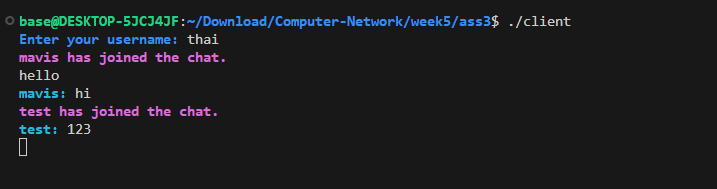 base@DESKTOP-5JCJ4JF:~/Download/Computer-Network/week5/ass3$ ./client
Enter your username: thai
mavis has joined the chat.
hello
mavis: hi
test has joined the chat.
test: 123